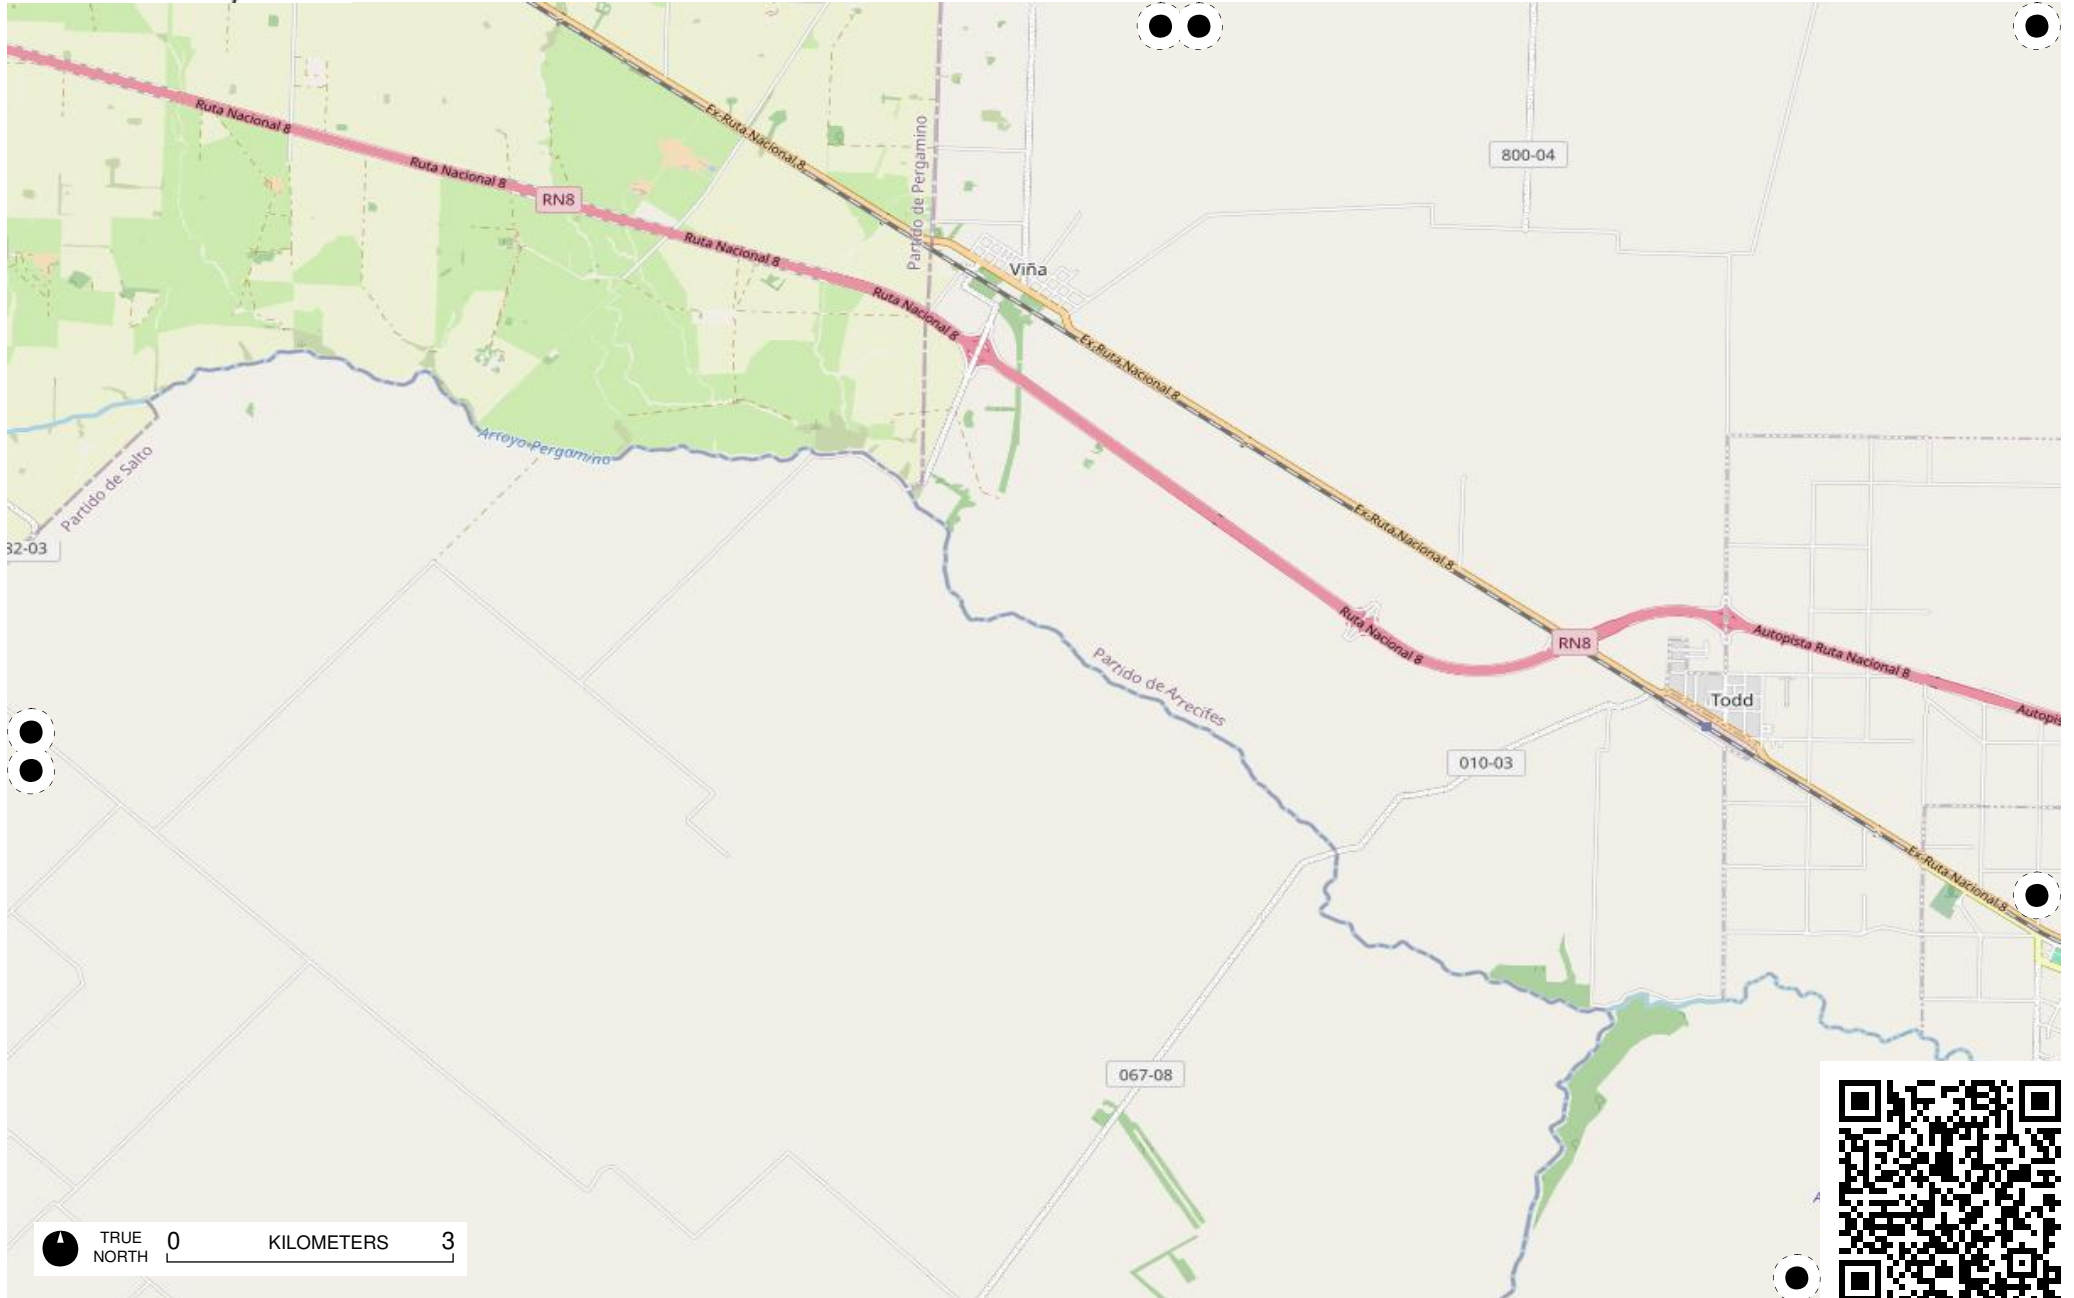 Ruta Nacional 8
Ex-Ruta Nacional 8
Ruta Nacional 8
RN8
Partido de Pergamino
800-04
Ruta Nacional 8
Viña
Ruta Nacional 8
Ex-Ruta Nacional 8
Arroyo Pergamino
Partido de Salto
32-03
Ex-Ruta Nacional 8
Ruta Nacional 8
RN8
Autopista Ruta Nacional 8
Partido de Arrecifes
Todd
Autopis
010-03
Ex-Ruta Nacional 8
067-08
A
TRUE
NORTH
0 KILOMETERS 3